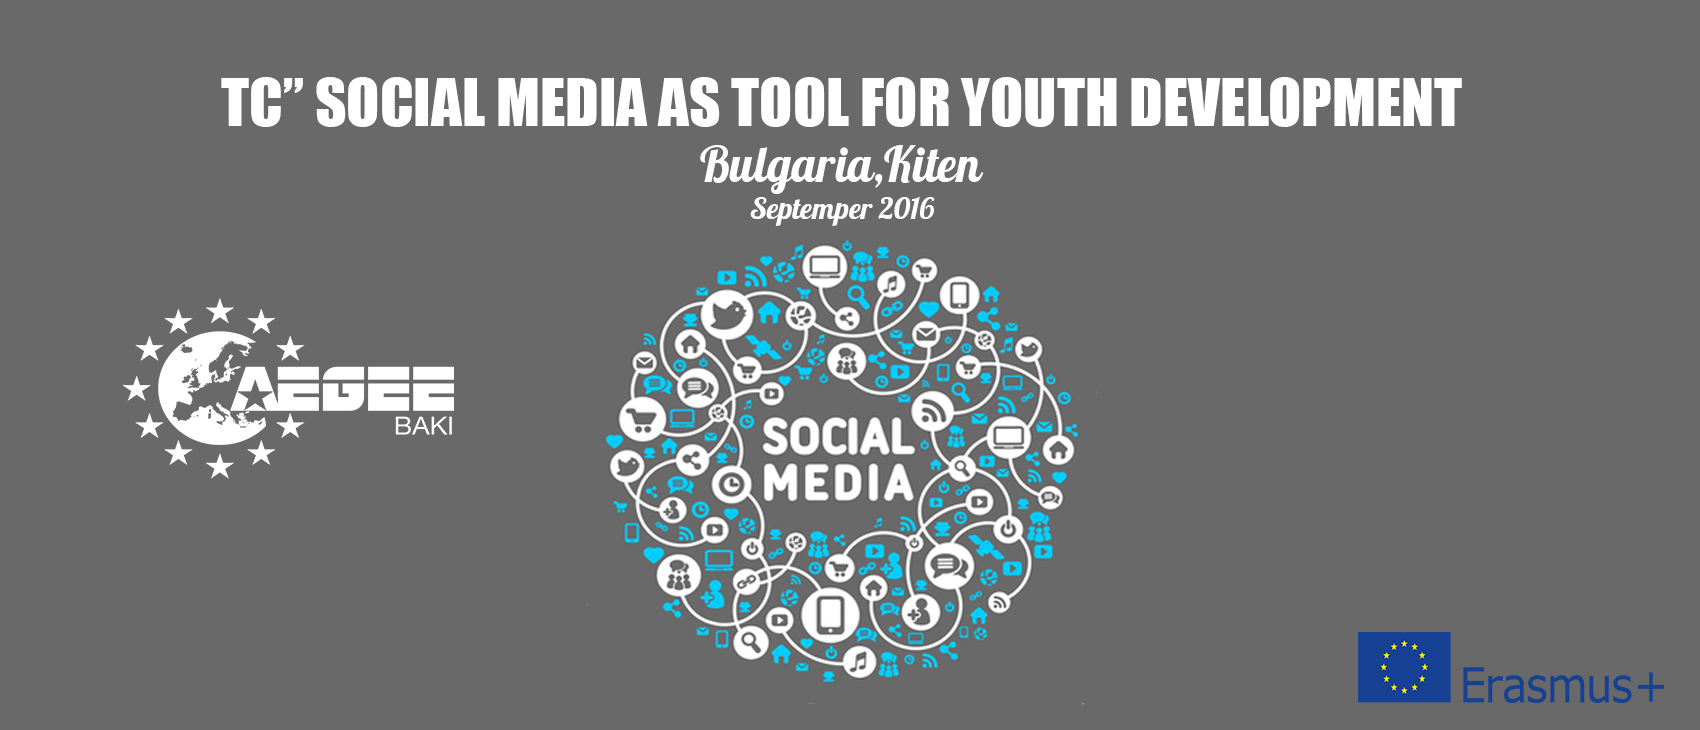 TC” SOCIAL MEDIA AS TOOL FOR YOUTH DEVELOPMENT
Bulgaria,Kiten
Septemper 2016
AEGEE
BAKI
SOCIAL
MEDIA
Erasmus+